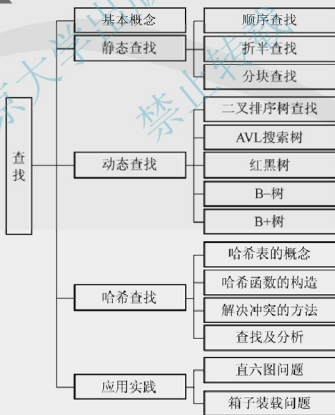 查找
基本概念
静态查找
顺序查找
折半查找
分块查找
动态查找
二叉排序树查找
AVL搜索树
红黑树
B-树
B+树
哈希查找
哈希表的概念
哈希函数的构造
解决冲突的方法
查找及分析
应用实践
直六图问题
箱子装载问题
禁止转载